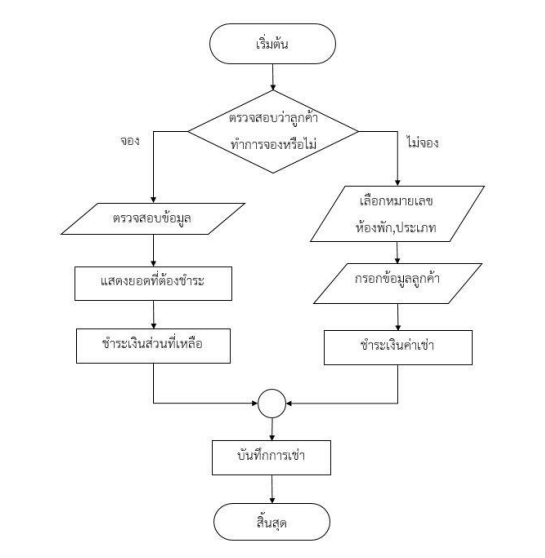 เริ่มต้น
ตรวจสอบว่าลูกค้า
ทำการจองหรือไม่
จอง
ไม่จอง
ตรวจสอบข้อมูล
แสดงยอดที่ต้องชำระ
ชำระเงินส่วนที่เหลือ
เลือกหมายเลข
ห้องพัก,ประเภท
กรอกข้อมูลลูกค้า
ชำระเงินค่าเช่า
บันทึกการเช่า
สิ้นสุด